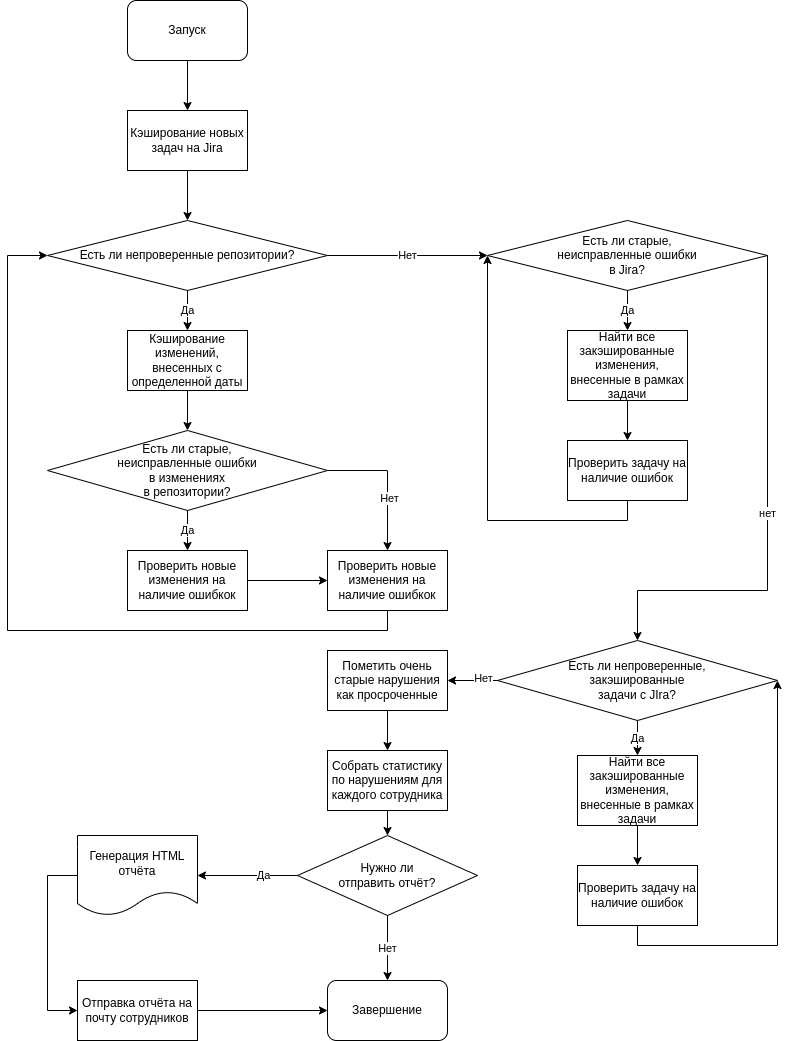 Запуск
Кэширование новых
задач на Jira
Есть ли непроверенные репозитории?
Нет
Есть ли старые,
неисправленные ошибки
в Jira?
Да
Кэширование
изменений,
внесенных с
определенной даты
Да
Найти все
закэшированные
изменения,
внесенные в рамках
задачи
Есть ли старые,
неисправленные ошибки
в изменениях
в репозитории?
Проверить задачу на
наличие ошибок
Нет
нет
Да
Проверить новые
изменения на
наличие ошибкок
Проверить новые
изменения на
наличие ошибкок
Пометить очень
старые нарушения
как просроченные
Нет
Есть ли непроверенные,
закэшированные
задачи с JIra?
Да
Собрать статистику
по нарушениям для
каждого сотрудника
Найти все
закэшированные
изменения,
внесенные в рамках
задачи
Генерация HTML
отчёта
Да
Нужно ли
отправить отчёт?
Проверить задачу на
наличие ошибок
Нет
Отправка отчёта на
почту сотрудников
Завершение